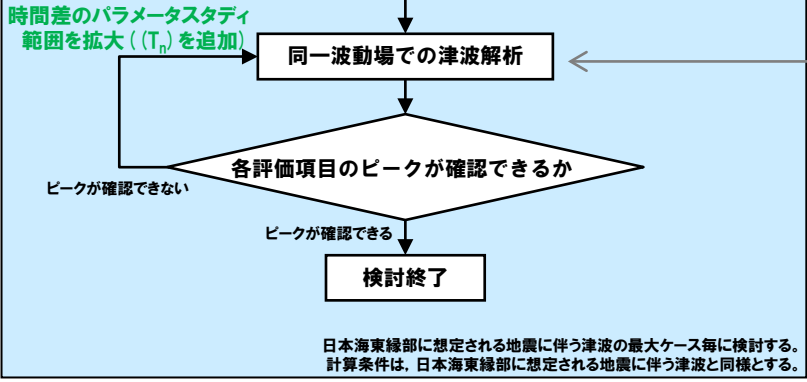 時間差のパラメータスタディ
範囲を拡大((Tn)を追加)
同一波動場での津波解析
各評価項目のピークが確認できるか
ピークが確認できない
ピークが確認できる
検討終了
日本海東縁部に想定される地震に伴う津波の最大ケース毎に検討する。
計算条件は,日本海東縁部に想定される地震に伴う津波と同様とする。